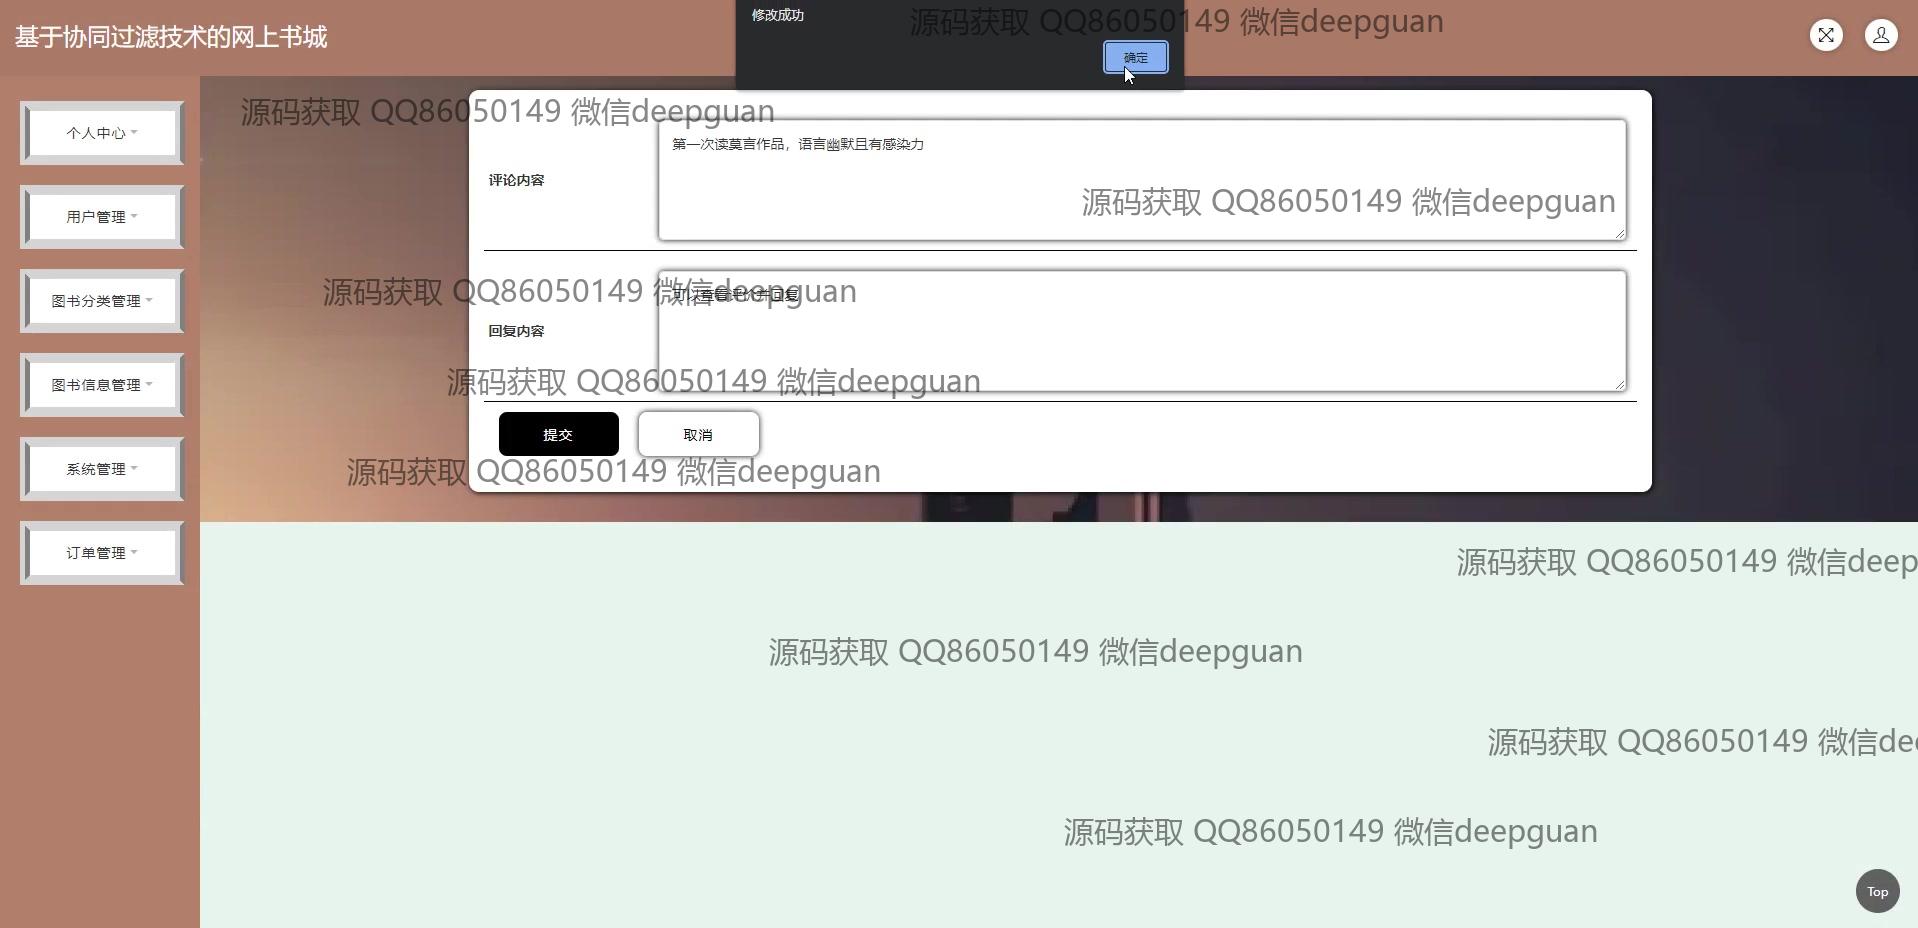 基于协同过滤技术的网上书城
修改成功
源码获取 QQ86050149 微信deepguan
确定
源码获取 QQ86050149 微信deepguan
个人中心
第一次读莫言作品，语言幽默且有感染力
评论内容
源码获取 QQ86050149 微信deepguan
用户管理
源码获取 QQ86050149 微信deepguan
可以查看评价并回复
图书分类管理
回复内容
源码获取 QQ86050149 微信deepguan
图书信息管理
提交
取消
源码获取 QQ86050149 微信deepguan
系统管理
订单管理
源码获取 QQ86050149 微信deep
源码获取 QQ86050149 微信deepguan
源码获取 QQ86050149 微信dee
源码获取 QQ86050149 微信deepguan
Top